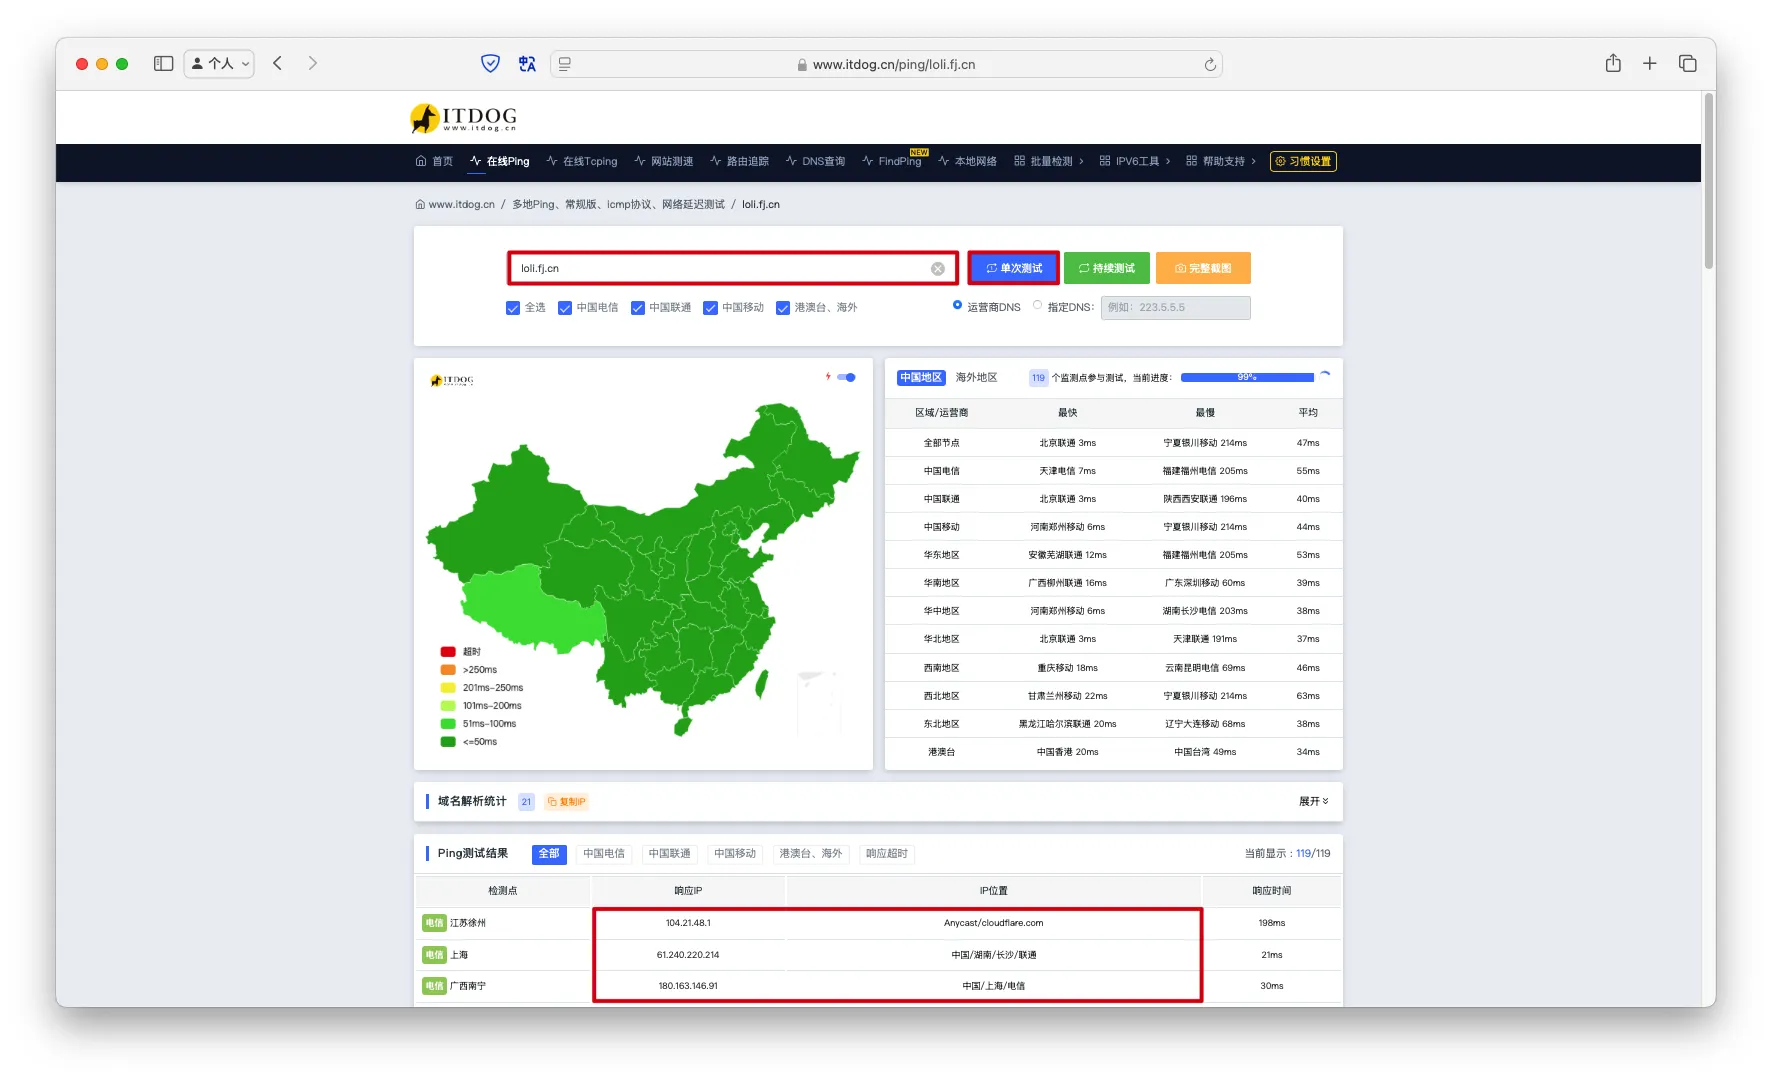 个人
www.itdog.cn/ping/loli.fj.cn
ITDOG
www.itdog.cn
首页 在线Ping 在线Tcping 网站测速 路由追踪 DNS查询 FindPing NEW 本地网络 批量检测 IPV6工具 帮助支持 习惯设置
www.itdog.cn / 多地Ping、常规版、icmp协议、网络延迟测试 / loli.fj.cn
loli.fj.cn 单次测试 持续测试 完整截图
全选 中国电信 中国联通 中国移动 港澳台、海外 运营商DNS 指定DNS: 例如：223.5.5.5
ITDOG
超时
>250ms
201ms-250ms
101ms-200ms
51ms-100ms
<=50ms
中国地区 海外地区 119 个监测点参与测试，当前进度： 99%
区域/运营商 最快 最慢 平均
全部节点 北京联通 3ms 宁夏银川移动 214ms 47ms
中国电信 天津电信 7ms 福建福州电信 205ms 55ms
中国联通 北京联通 3ms 陕西西安联通 196ms 40ms
中国移动 河南郑州移动 6ms 宁夏银川移动 214ms 44ms
华东地区 安徽芜湖联通 12ms 福建福州电信 205ms 53ms
华南地区 广西柳州联通 16ms 广东深圳移动 60ms 39ms
华中地区 河南郑州移动 6ms 湖南长沙电信 203ms 38ms
华北地区 北京联通 3ms 天津联通 191ms 37ms
西南地区 重庆移动 18ms 云南昆明电信 69ms 46ms
西北地区 甘肃兰州移动 22ms 宁夏银川移动 214ms 63ms
东北地区 黑龙江哈尔滨联通 20ms 辽宁大连移动 68ms 38ms
港澳台 中国香港 20ms 中国台湾 49ms 34ms
域名解析统计 21 复制IP 展开
Ping测试结果 全部 中国电信 中国联通 中国移动 港澳台、海外 响应超时 当前显示：119/119
检测点 响应IP IP位置 响应时间
电信 江苏徐州 104.21.48.1 Anycast/cloudflare.com 198ms
电信 上海 61.240.220.214 中国/湖南/长沙/联通 21ms
电信 广西南宁 180.163.146.91 中国/上海/电信 30ms